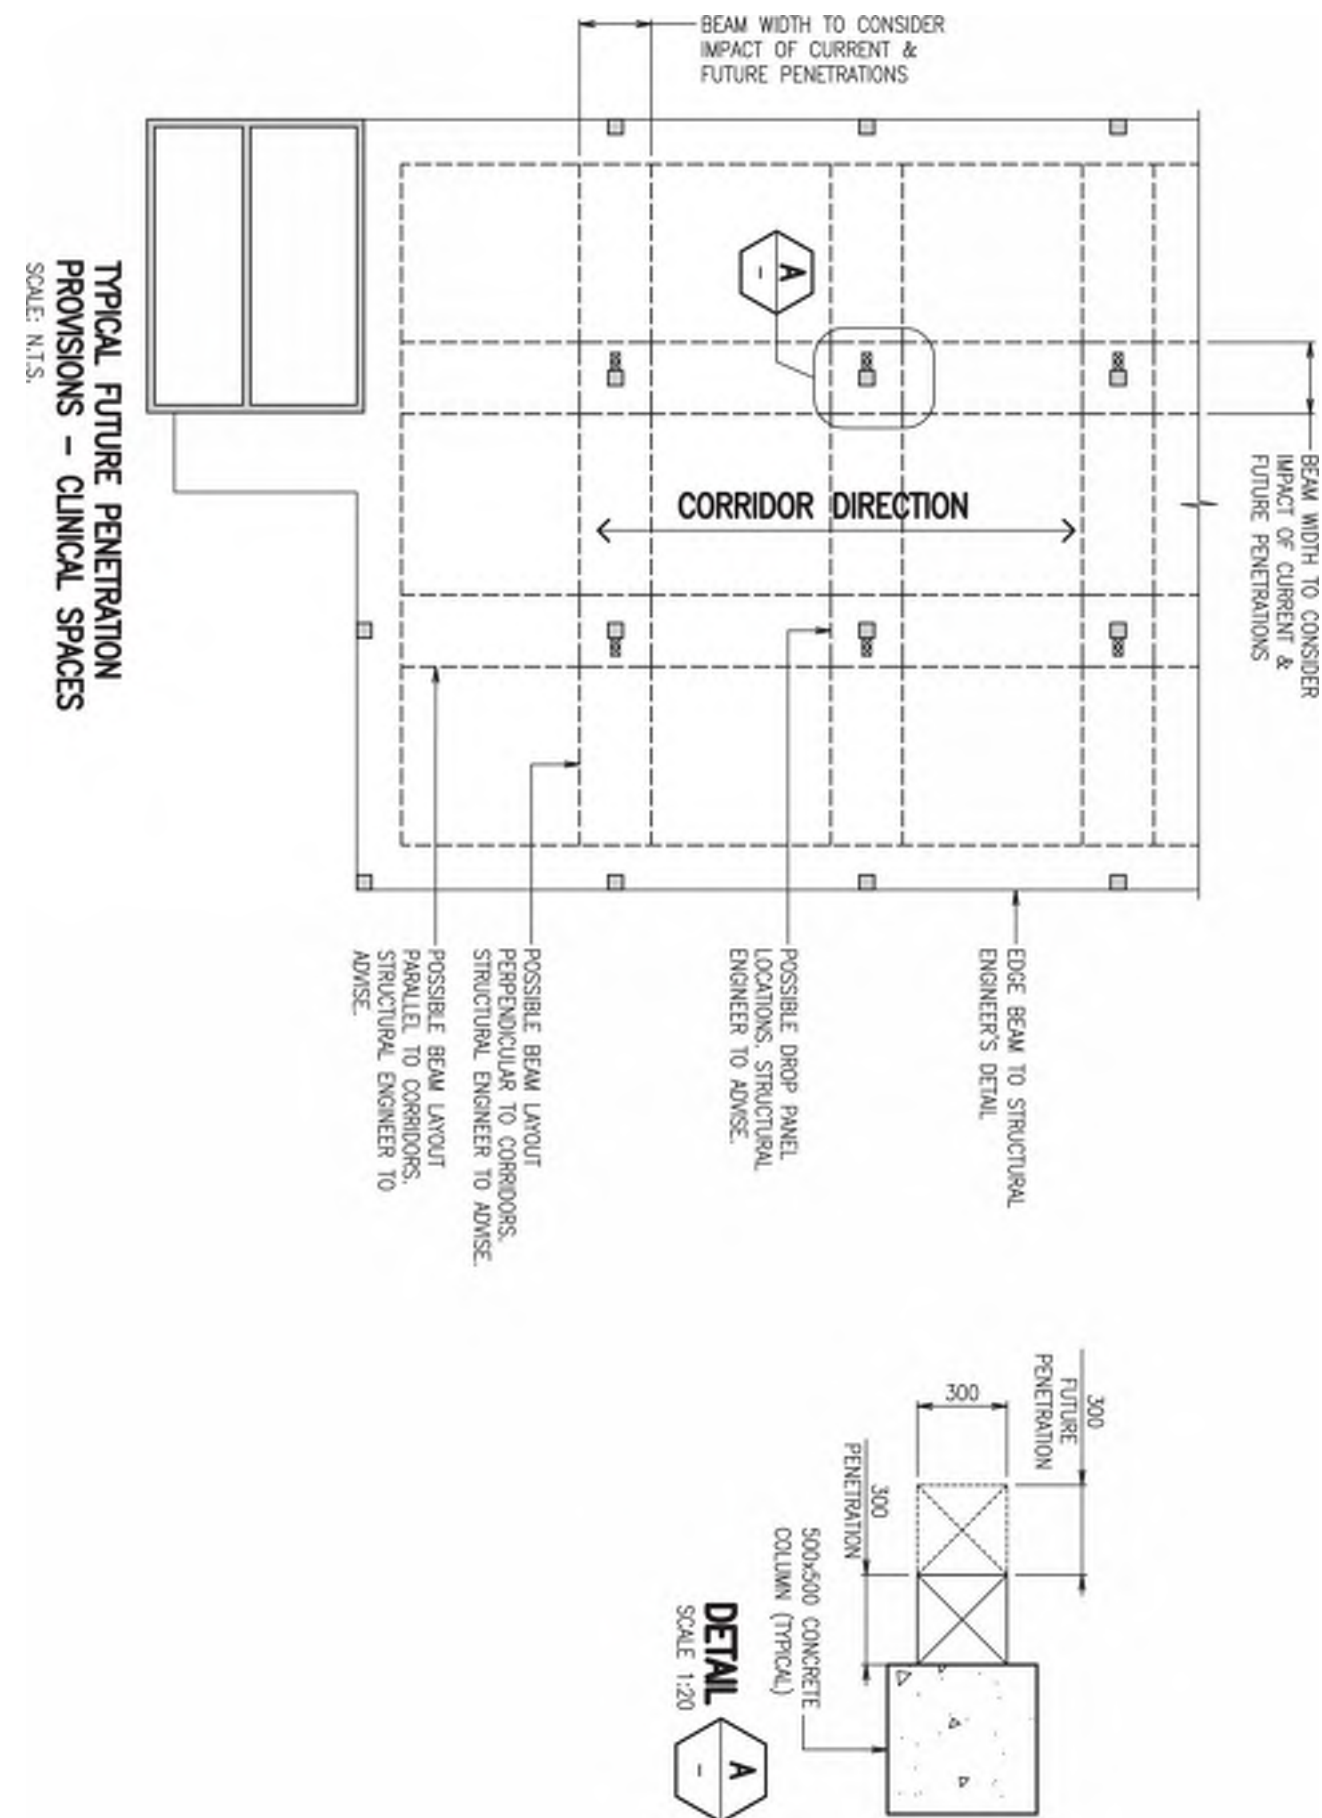 BEAM WIDTH TO CONSIDER
IMPACT OF CURRENT &
FUTURE PENETRATIONS
BEAM WIDTH TO CONSIDER
IMPACT OF CURRENT &
FUTURE PENETRATIONS
A
-
CORRIDOR DIRECTION
EDGE BEAM TO STRUCTURAL
ENGINEER'S DETAIL
POSSIBLE DROP PANEL
LOCATIONS. STRUCTURAL
ENGINEER TO ADVISE.
POSSIBLE BEAM LAYOUT
PERPENDICULAR TO CORRIDORS.
STRUCTURAL ENGINEER TO ADVISE.
POSSIBLE BEAM LAYOUT
PARALLEL TO CORRIDORS.
STRUCTURAL ENGINEER TO
ADVISE.
TYPICAL FUTURE PENETRATION
PROVISIONS - CLINICAL SPACES
SCALE: N.T.S.
300
FUTURE
PENETRATION
300
300
PENETRATION
500x500 CONCRETE
COLUMN (TYPICAL)
DETAIL
SCALE 1:20
A
-